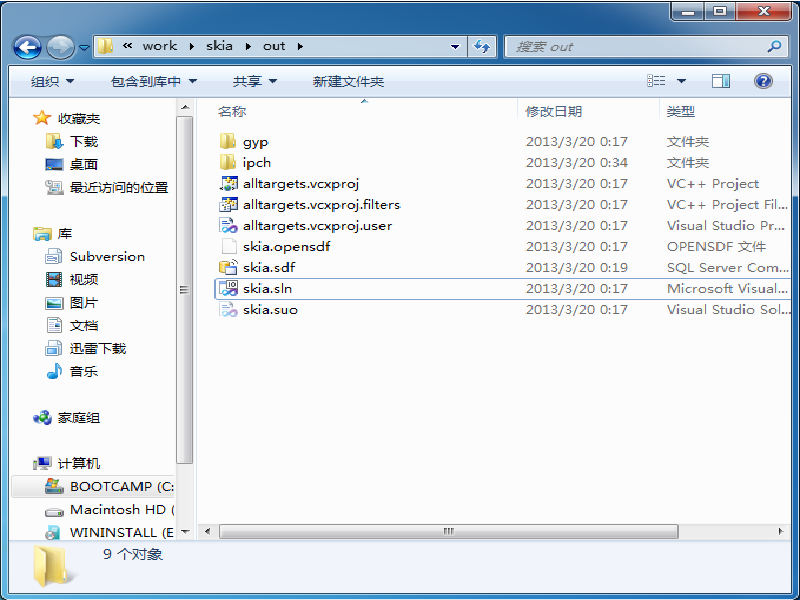 « work ▸ skia ▸ out ▸
搜索 out
组织 包含到库中 共享 新建文件夹
收藏夹
下载
桌面
最近访问的位置
库
Subversion
视频
图片
文档
迅雷下载
音乐
家庭组
计算机
BOOTCAMP (C:
Macintosh HD (
WININSTALL (E
名称 修改日期 类型
gyp 2013/3/20 0:17 文件夹
ipch 2013/3/20 0:34 文件夹
alltargets.vcxproj 2013/3/20 0:17 VC++ Project
alltargets.vcxproj.filters 2013/3/20 0:17 VC++ Project Fil...
alltargets.vcxproj.user 2013/3/20 0:17 Visual Studio Pr...
skia.opensdf 2013/3/20 0:17 OPENSDF 文件
skia.sdf 2013/3/20 0:19 SQL Server Com...
skia.sln 2013/3/20 0:17 Microsoft Visual...
skia.suo 2013/3/20 0:17 Visual Studio Sol...
9 个对象